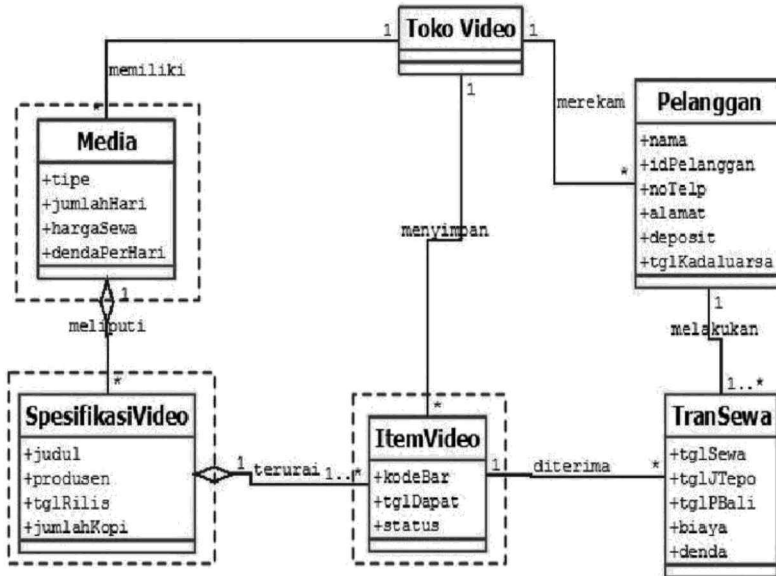 1 Toko Video 1
memiliki
1
merekam
*
Media
+tipe
+jumlahHari
+hargaSewa
+dendaPerHari
Pelanggan
+nama
+idPelanggan
+noTelp
+alamat
+deposit
+tglKadaluarsa
*
menyimpan
1
meliputi
*
1
melakukan
1..*
SpesifikasiVideo
+judul
+produsen
+tglRilis
+jumlahKopi
1 terurai 1..*
*
ItemVideo
+kodeBar
+tglDapat
+status
1 diterima *
TranSewa
+tglSewa
+tglJTepo
+tglPBali
+biaya
+denda